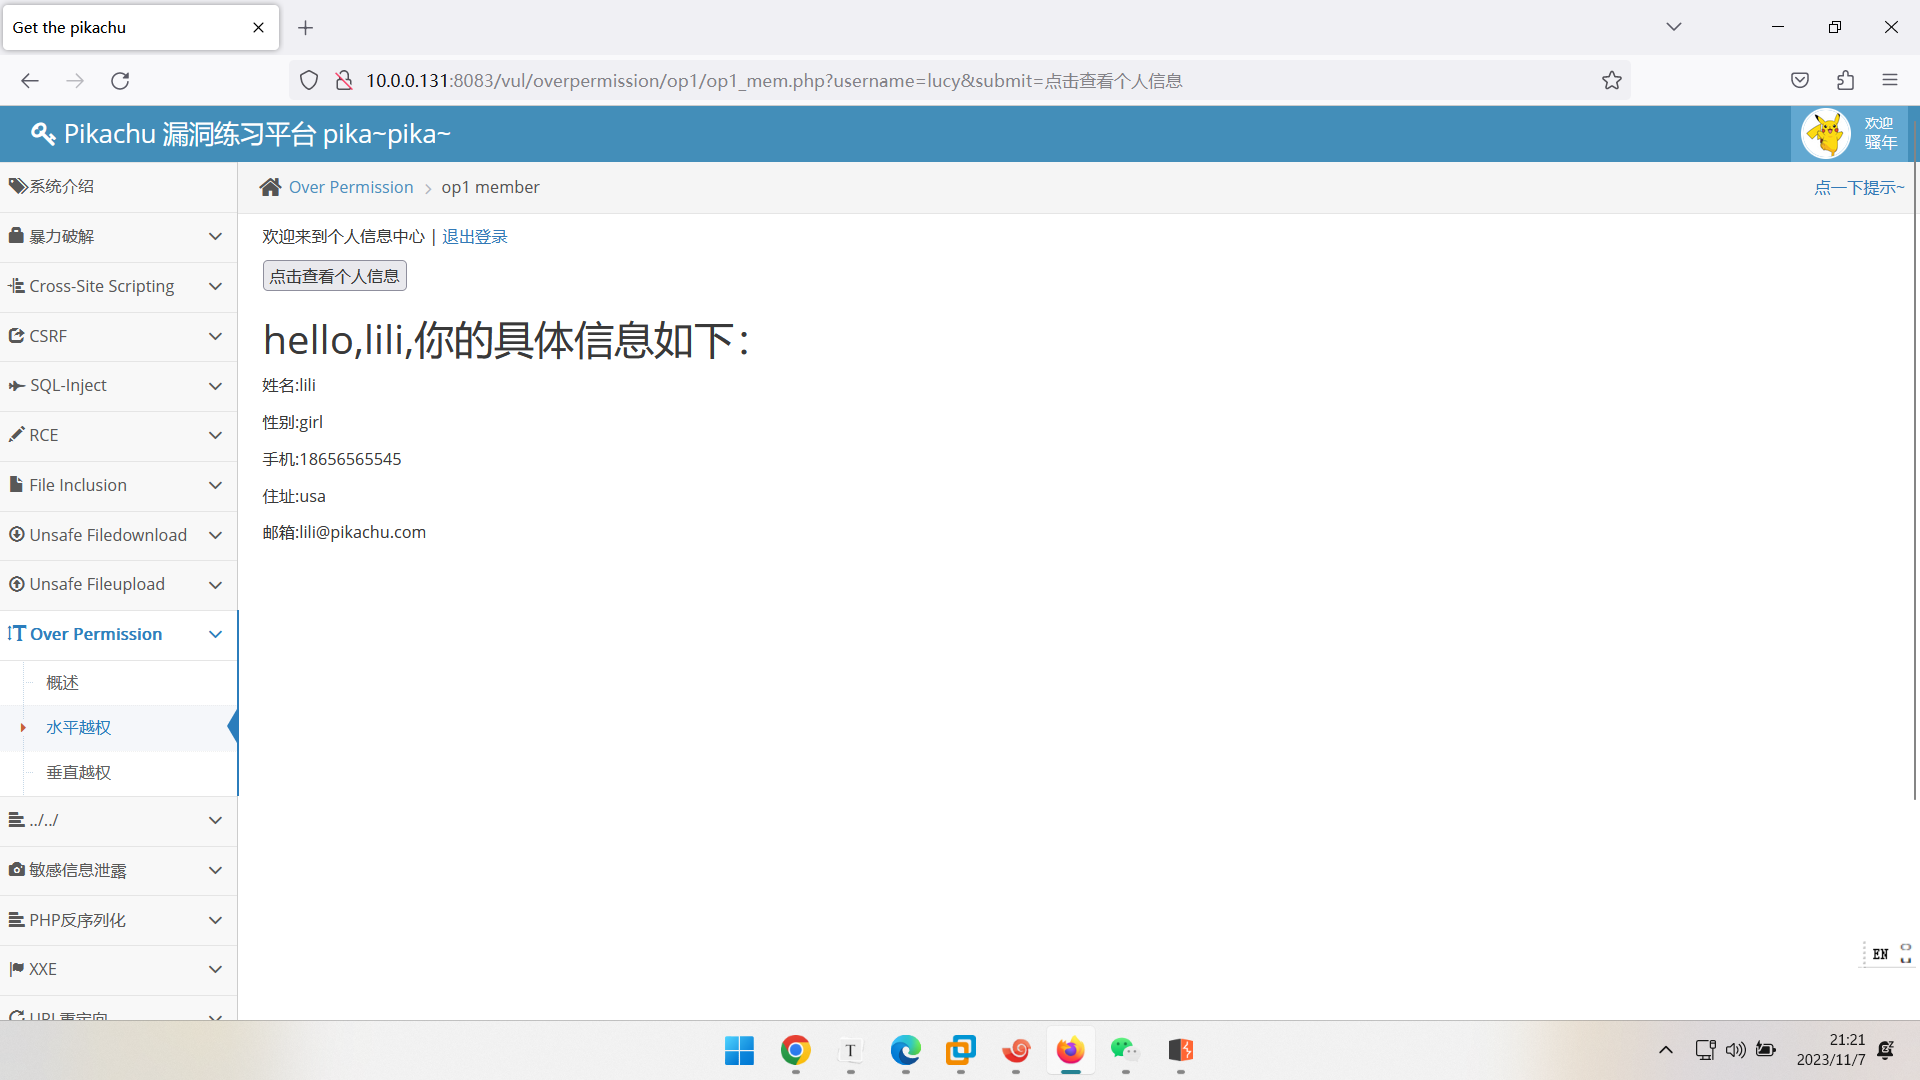 Get the pikachu
10.0.0.131:8083/vul/overpermission/op1/op1_mem.php?username=lucy&submit=点击查看个人信息
Pikachu 漏洞练习平台 pika~pika~
欢迎
骚年
系统介绍
Over Permission
op1 member
点一下提示~
暴力破解
欢迎来到个人信息中心 | 退出登录
点击查看个人信息
Cross-Site Scripting
CSRF
hello,lili,你的具体信息如下:
SQL-Inject
姓名:lili
性别:girl
RCE
手机:18656565545
File Inclusion
住址:usa
Unsafe Filedownload
邮箱:lili@pikachu.com
Unsafe Fileupload
Over Permission
概述
水平越权
垂直越权
../../
敏感信息泄露
PHP反序列化
XXE
URL重定向
EN
21:21
2023/11/7